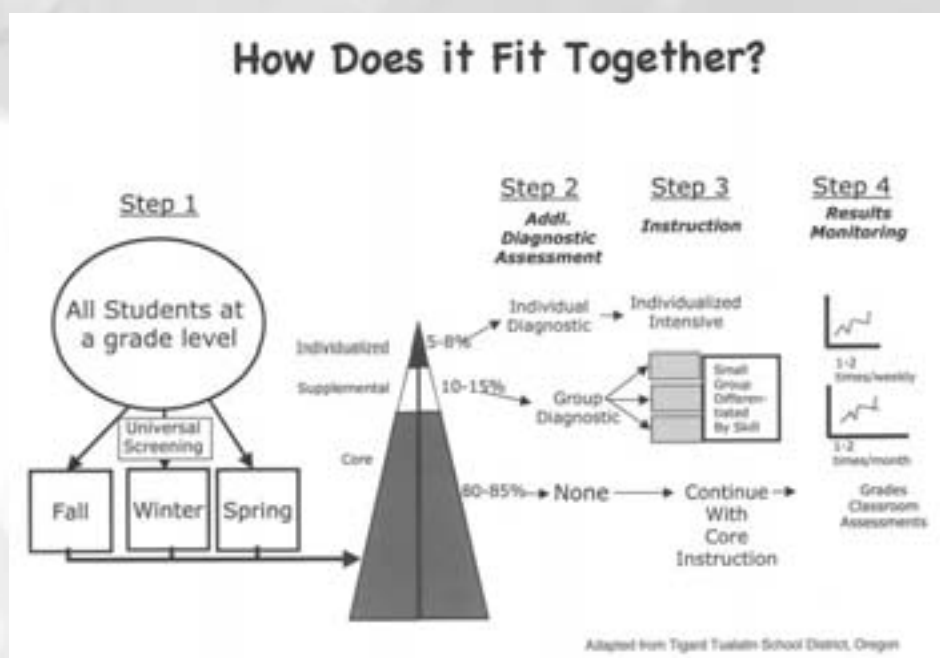 How Does it Fit Together?
Step 1
All Students at
a grade level
Universal
Screening
Fall
Winter
Spring
Individualized
Supplemental
Core
5-8%
10-15%
80-85%
Step 2
Addl.
Diagnostic
Assessment
Individual
Diagnostic
Group
Diagnostic
None
Step 3
Instruction
Individualized
Intensive
Small
Group
Differen-
tiated
By Skill
Continue
With
Core
Instruction
Step 4
Results
Monitoring
1-2
times/weekly
1-2
times/month
Grades
Classroom
Assessments
Adapted from Tigard Tualatin School District, Oregon